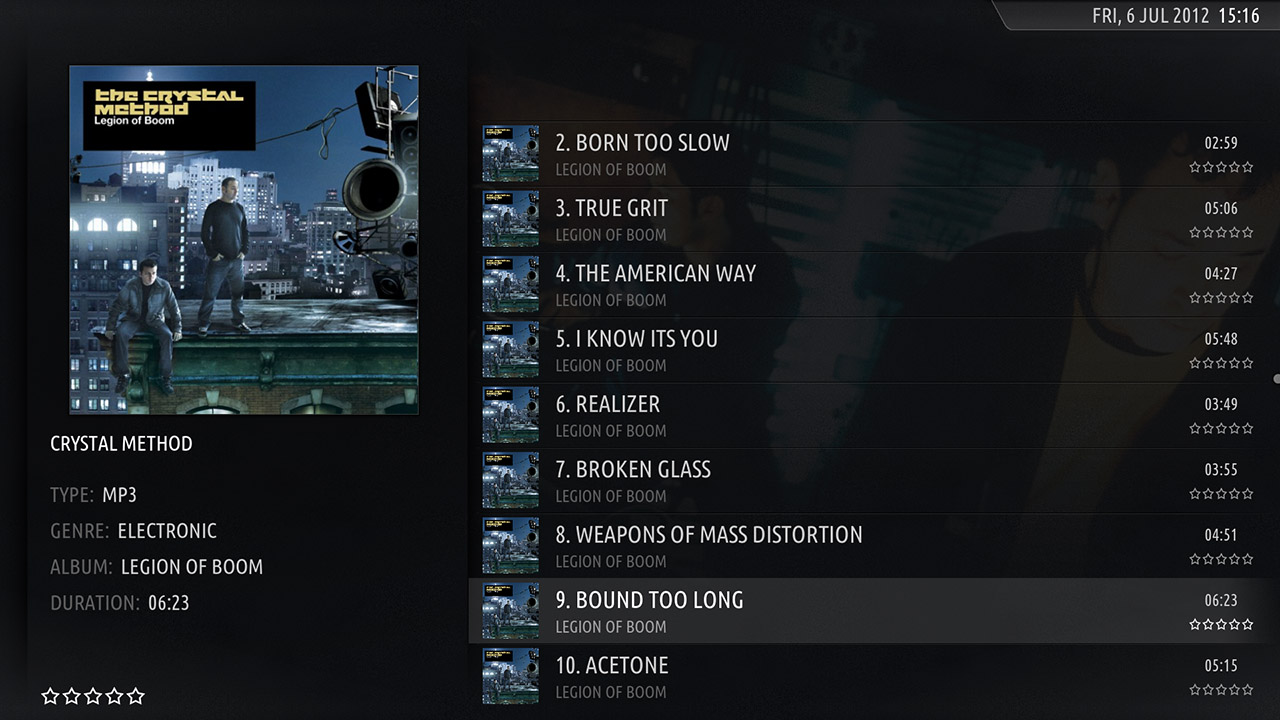 FRI, 6 JUL 2012 15:16
the crystal
method
Legion of Boom
CRYSTAL METHOD
TYPE: MP3
GENRE: ELECTRONIC
ALBUM: LEGION OF BOOM
DURATION: 06:23
2. BORN TOO SLOW 02:59
LEGION OF BOOM
3. TRUE GRIT 05:06
LEGION OF BOOM
4. THE AMERICAN WAY 04:27
LEGION OF BOOM
5. I KNOW ITS YOU 05:48
LEGION OF BOOM
6. REALIZER 03:49
LEGION OF BOOM
7. BROKEN GLASS 03:55
LEGION OF BOOM
8. WEAPONS OF MASS DISTORTION 04:51
LEGION OF BOOM
9. BOUND TOO LONG 06:23
LEGION OF BOOM
10. ACETONE 05:15
LEGION OF BOOM